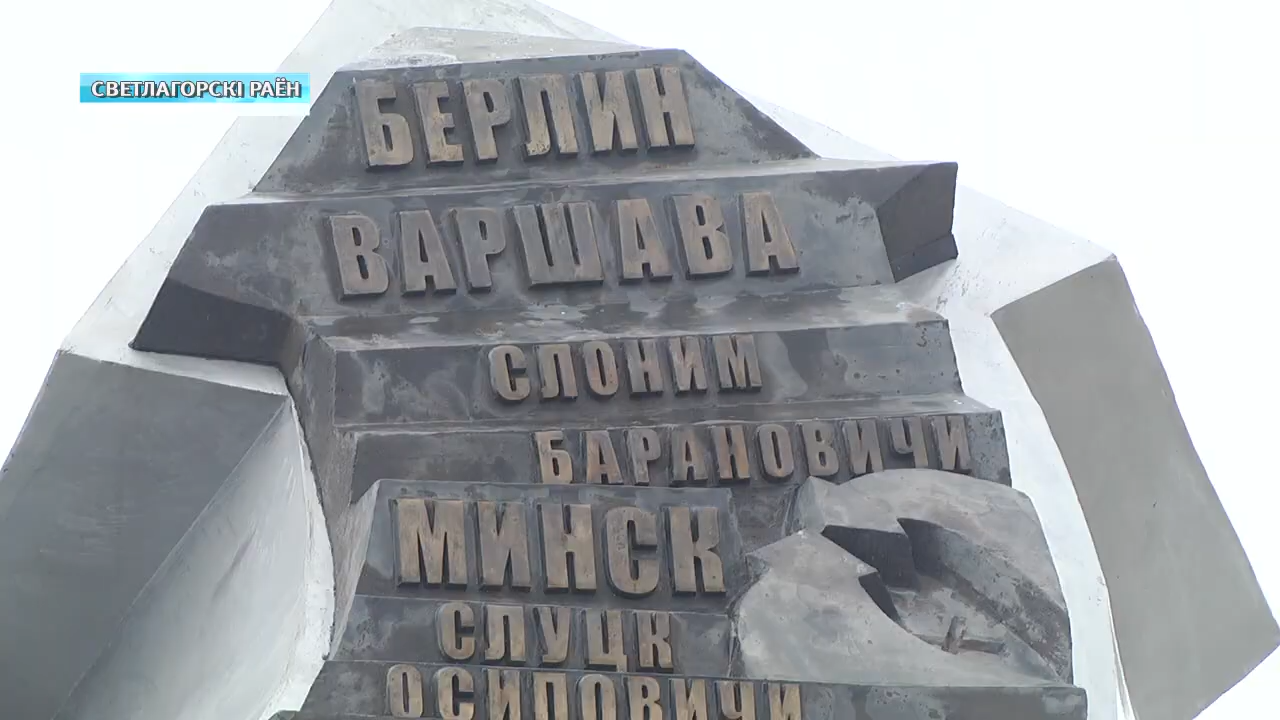 СВЕТЛАГОРСКІ РАЁН
БЕРЛИН
ВАРШАВА
СЛОНИМ
БАРАНОВИЧИ
МИНСК
СЛУЦК
ОСИПОВИЧИ